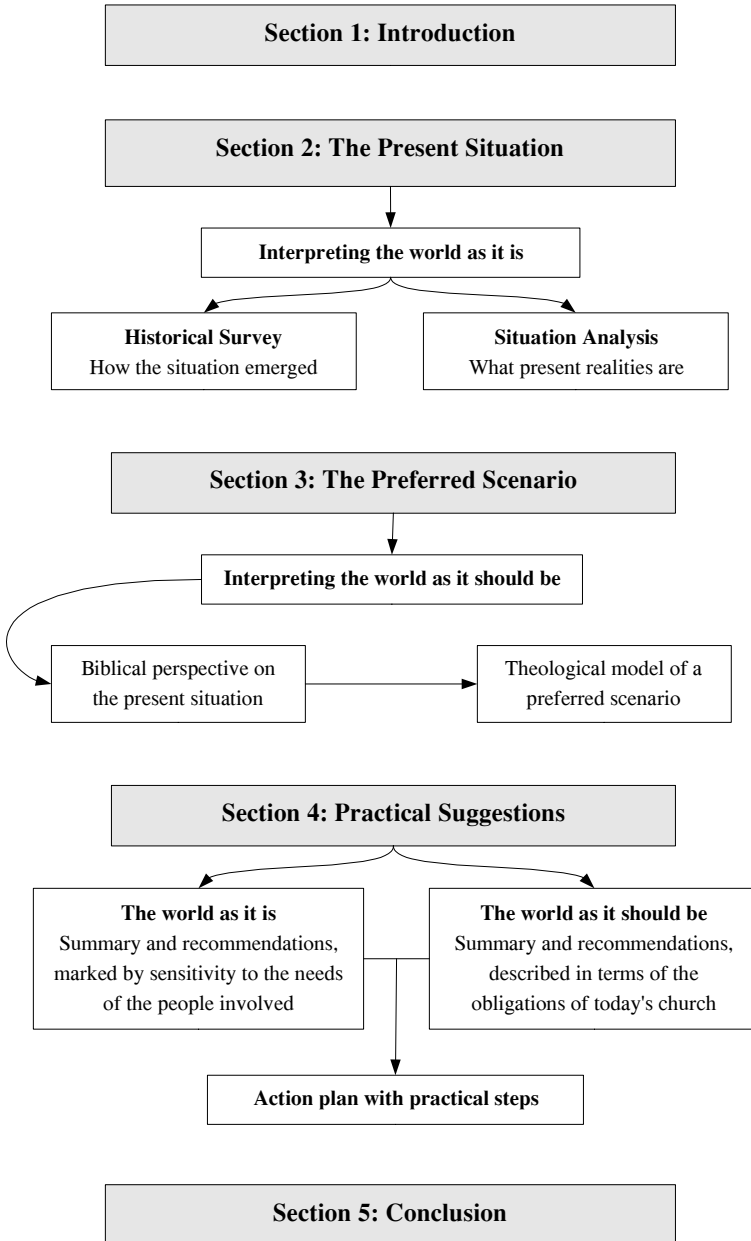 Section 1: Introduction
Section 2: The Present Situation
Interpreting the world as it is
Historical Survey
How the situation emerged
Situation Analysis
What present realities are
Section 3: The Preferred Scenario
Interpreting the world as it should be
Biblical perspective on
the present situation
Theological model of a
preferred scenario
Section 4: Practical Suggestions
The world as it is
Summary and recommendations,
marked by sensitivity to the needs
of the people involved
The world as it should be
Summary and recommendations,
described in terms of the
obligations of today's church
Action plan with practical steps
Section 5: Conclusion